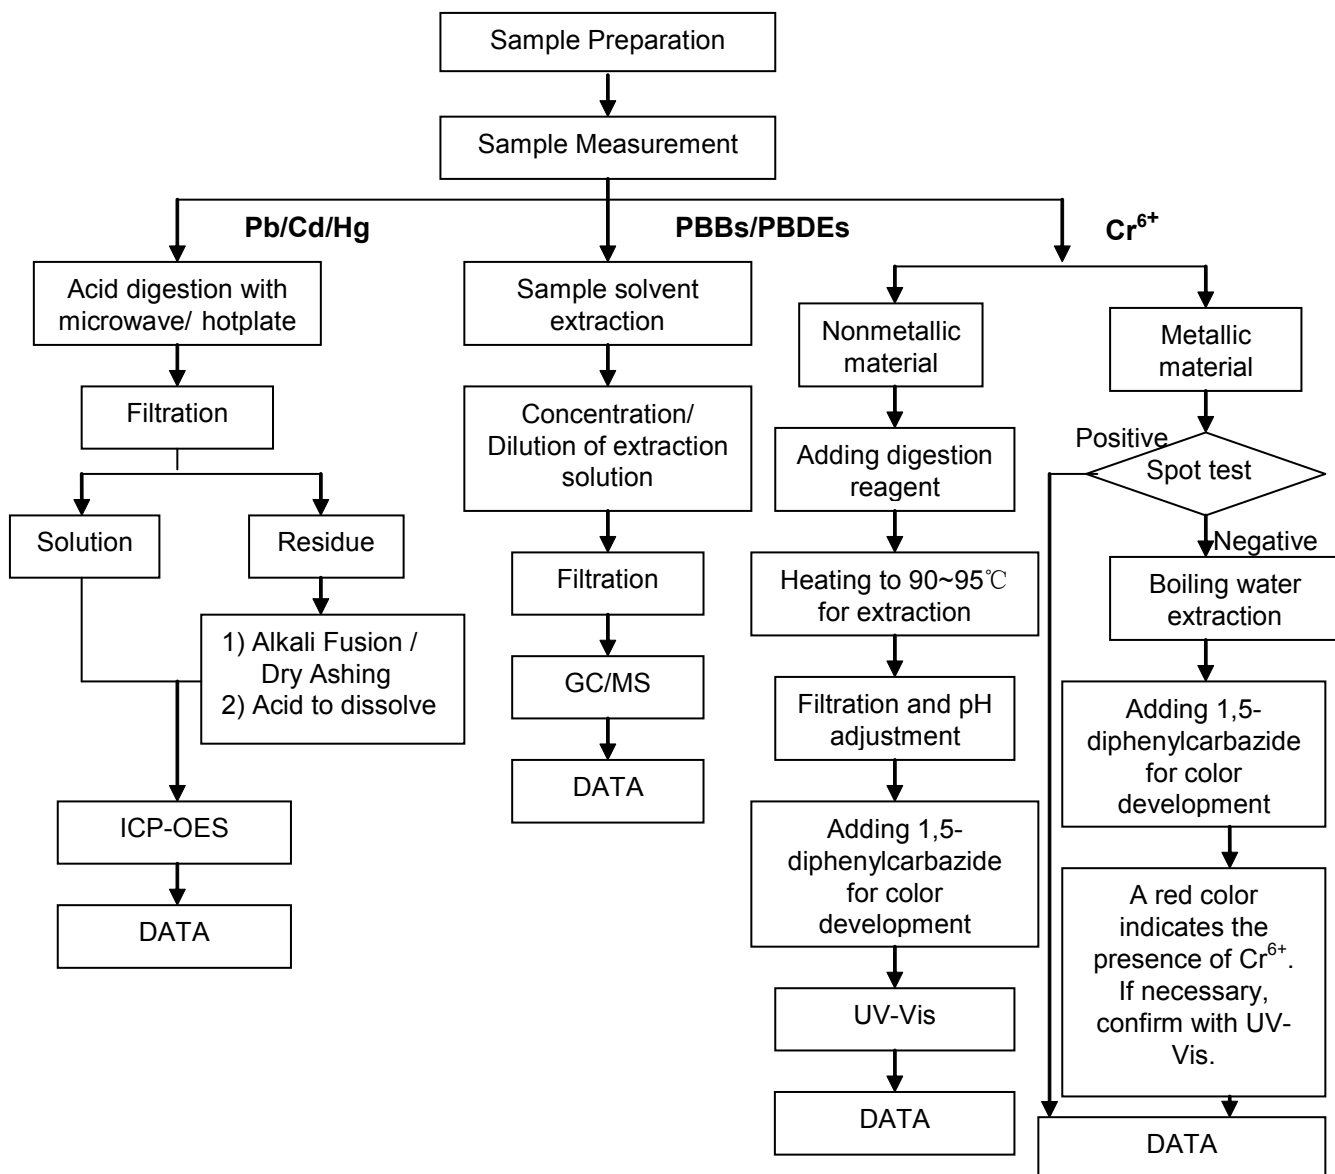 Sample Preparation
Sample Measurement
Pb/Cd/Hg
PBBs/PBDEs
Cr⁶⁺
Acid digestion with
microwave/ hotplate
Filtration
Solution
Residue
1) Alkali Fusion /
Dry Ashing
2) Acid to dissolve
ICP-OES
DATA
Sample solvent
extraction
Concentration/
Dilution of extraction
solution
Filtration
GC/MS
DATA
Nonmetallic
material
Adding digestion
reagent
Heating to 90~95℃
for extraction
Filtration and pH
adjustment
Adding 1,5-
diphenylcarbazide
for color
development
UV-Vis
DATA
Metallic
material
Positive
Spot test
Negative
Boiling water
extraction
Adding 1,5-
diphenylcarbazide
for color
development
A red color
indicates the
presence of Cr⁶⁺.
If necessary,
confirm with UV-
Vis.
DATA